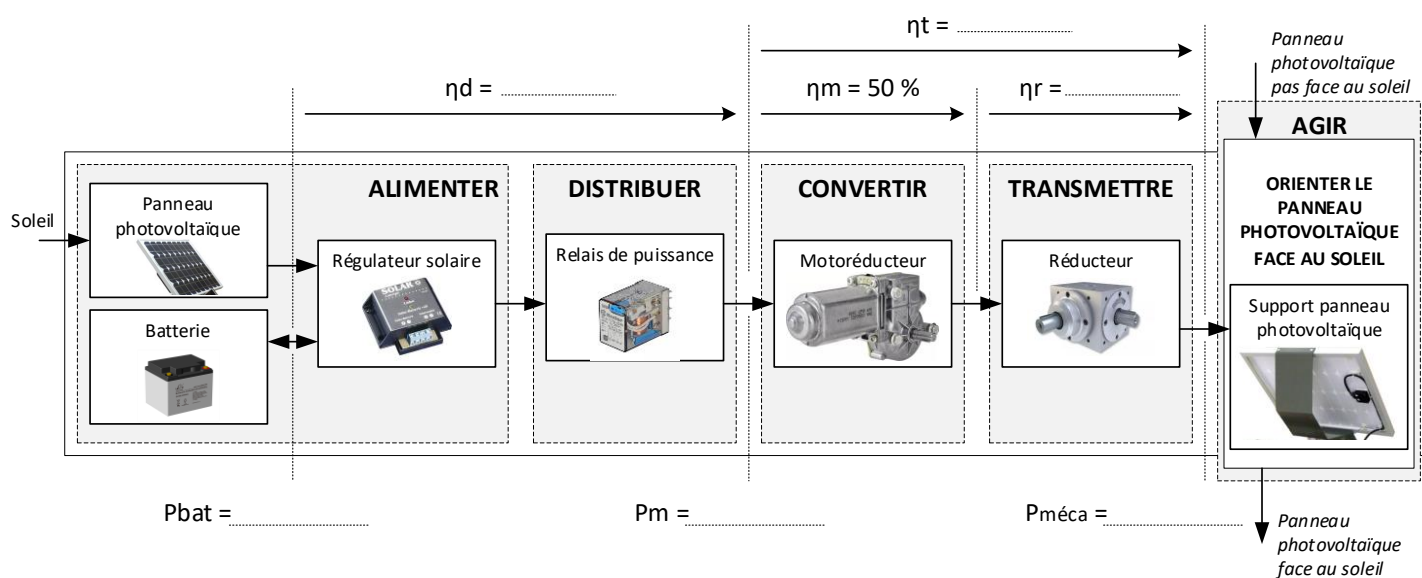 ηt = ........................
Panneau
photovoltaïque
pas face au soleil
ηd = ........................
ηm = 50 %
ηr = ........................
AGIR
ALIMENTER
DISTRIBUER
CONVERTIR
TRANSMETTRE
ORIENTER LE
PANNEAU
PHOTOVOLTAÏQUE
FACE AU SOLEIL
Soleil
Panneau
photovoltaïque
Régulateur solaire
SOLAR
Relais de puissance
Motoréducteur
Réducteur
Support panneau
photovoltaïque
Batterie
Pbat = ........................
Pm = ........................
Pméca = ........................
Panneau
photovoltaïque
face au soleil